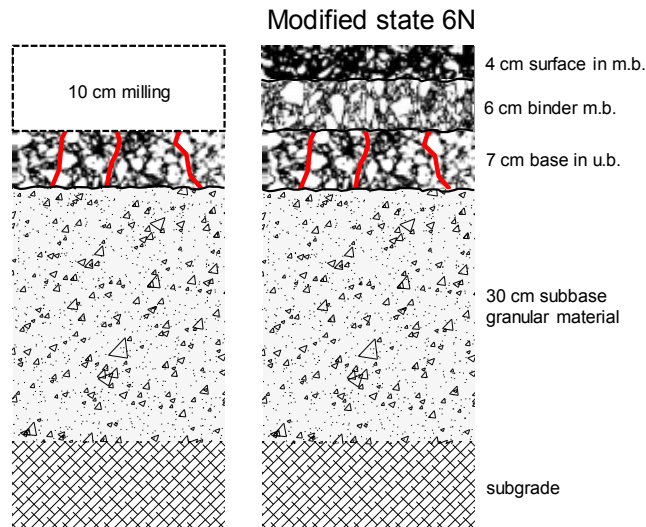 Modified state 6N
10 cm milling
4 cm surface in m.b.
6 cm binder m.b.
7 cm base in u.b.
30 cm subbase
granular material
subgrade